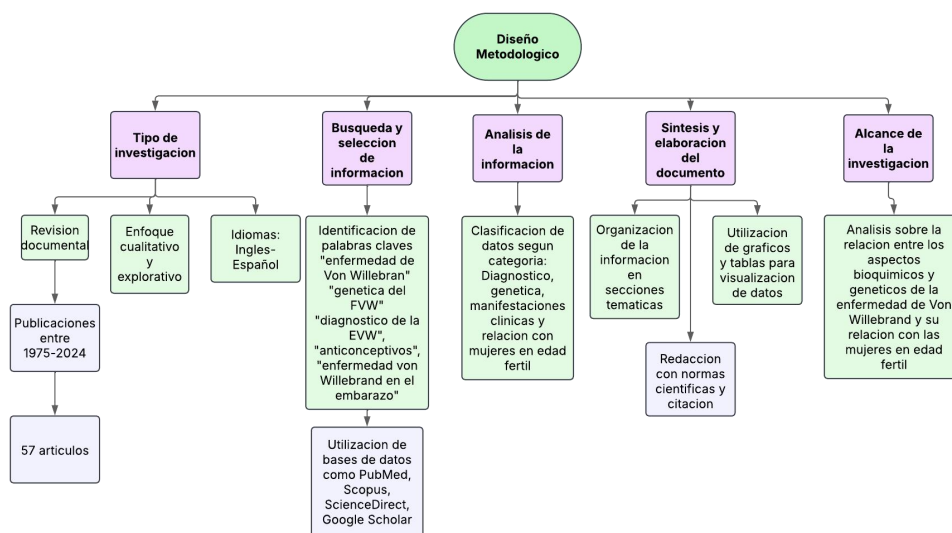 Diseño
Metodologico
Tipo de
investigacion
Busqueda y
seleccion
de
informacion
Analisis de
la
informacion
Sintesis y
elaboracion
del
documento
Alcance de
la
investigacion
Revision
documental
Enfoque
cualitativo
y
explorativo
Idiomas:
Ingles-
Español
Publicaciones
entre
1975-2024
57 articulos
Identificacion de
palabras claves
"enfermedad de
Von Willebran"
"genetica del
FVW"
"diagnostico de la
EVW",
"anticonceptivos",
"enfermedad von
Willebrand en el
embarazo"
Utilizacion de
bases de datos
como PubMed,
Scopus,
ScienceDirect,
Google Scholar
Clasificacion de
datos segun
categoria:
Diagnostico,
genetica,
manifestaciones
clinicas y
relacion con
mujeres en edad
fertil
Organizacion
de la
informacion
en
secciones
tematicas
Utilizacion
de graficos
y tablas para
visualizacion
de datos
Redaccion
con normas
cientificas y
citacion
Analisis sobre la
relacion entre los
aspectos
bioquimicos y
geneticos de la
enfermedad de Von
Willebrand y su
relacion con las
mujeres en edad
fertil